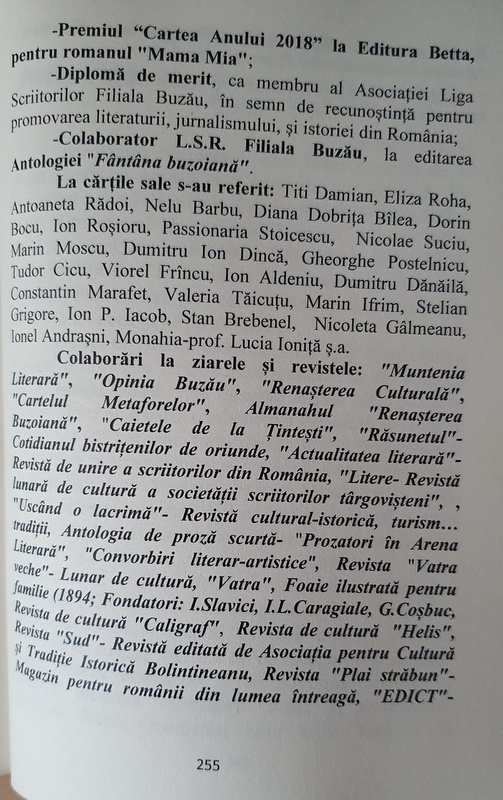 -Premiul “Cartea Anului 2018” la Editura Betta,
pentru romanul "Mama Mia";
-Diplomă de merit, ca membru al Asociației Liga
Scriitorilor Filiala Buzău, în semn de recunoștință pentru
promovarea literaturii, jurnalismului, și istoriei din România;
-Colaborator L.S.R. Filiala Buzău, la editarea
Antologiei "Fântâna buzoiană".
La cărțile sale s-au referit: Titi Damian, Eliza Roha,
Antoaneta Rădoi, Nelu Barbu, Diana Dobrița Bîlea, Dorin
Bocu, Ion Roșioru, Passionaria Stoicescu, Nicolae Suciu,
Marin Moscu, Dumitru Ion Dincă, Gheorghe Postelnicu,
Tudor Cicu, Viorel Frîncu, Ion Aldeniu, Dumitru Dănăilă,
Constantin Marafet, Valeria Tăicuțu, Marin Ifrim, Stelian
Grigore, Ion P. Iacob, Stan Brebenel, Nicoleta Gâlmeanu,
Ionel Andrașni, Monahia-prof. Lucia Ioniță ș.a.
Colaborări la ziarele și revistele: "Muntenia
Literară", "Opinia Buzău", "Renașterea Culturală",
"Cartelul Metaforelor", Almanahul "Renașterea
Buzoiană", "Caietele de la Țintești", "Răsunetul"-
Cotidianul bistrițenilor de oriunde, "Actualitatea literară"-
Revistă de unire a scriitorilor din România, "Litere- Revistă
lunară de cultură a societății scriitorilor târgovișteni", ,
"Uscând o lacrimă"- Revistă cultural-istorică, turism…
tradiții, Antologia de proză scurtă- "Prozatori în Arena
Literară", "Convorbiri literar-artistice", Revista "Vatra
veche"- Lunar de cultură, "Vatra", Foaie ilustrată pentru
familie (1894; Fondatori: I.Slavici, I.L.Caragiale, G.Coșbuc,
Revista de cultură "Caligraf", Revista de cultură "Helis",
Revista "Sud"- Revistă editată de Asociația pentru Cultură
și Tradiție Istorică Bolintineanu, Revista "Plai străbun"-
Magazin pentru românii din lumea întreagă, "EDICT"-
255